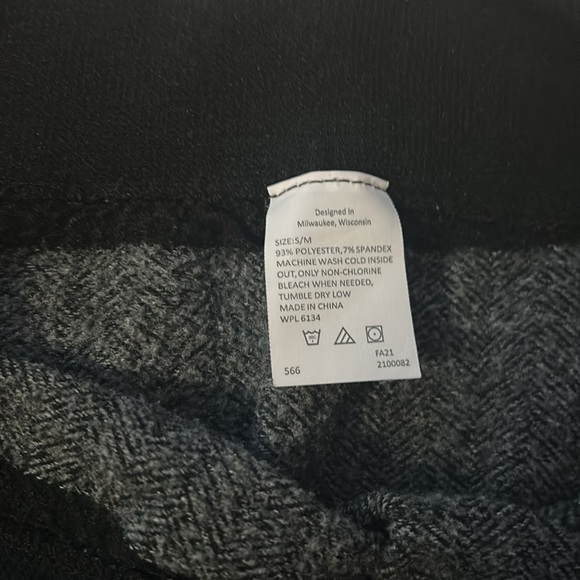 Designed in
Milwaukee, Wisconsin
SIZE:S/M
93% POLYESTER,7% SPANDEX
MACHINE WASH COLD INSIDE
OUT,ONLY NON-CHLORINE
BLEACH WHEN NEEDED,
TUMBLE DRY LOW
MADE IN CHINA
WPL 6134
FA21
566
2100082